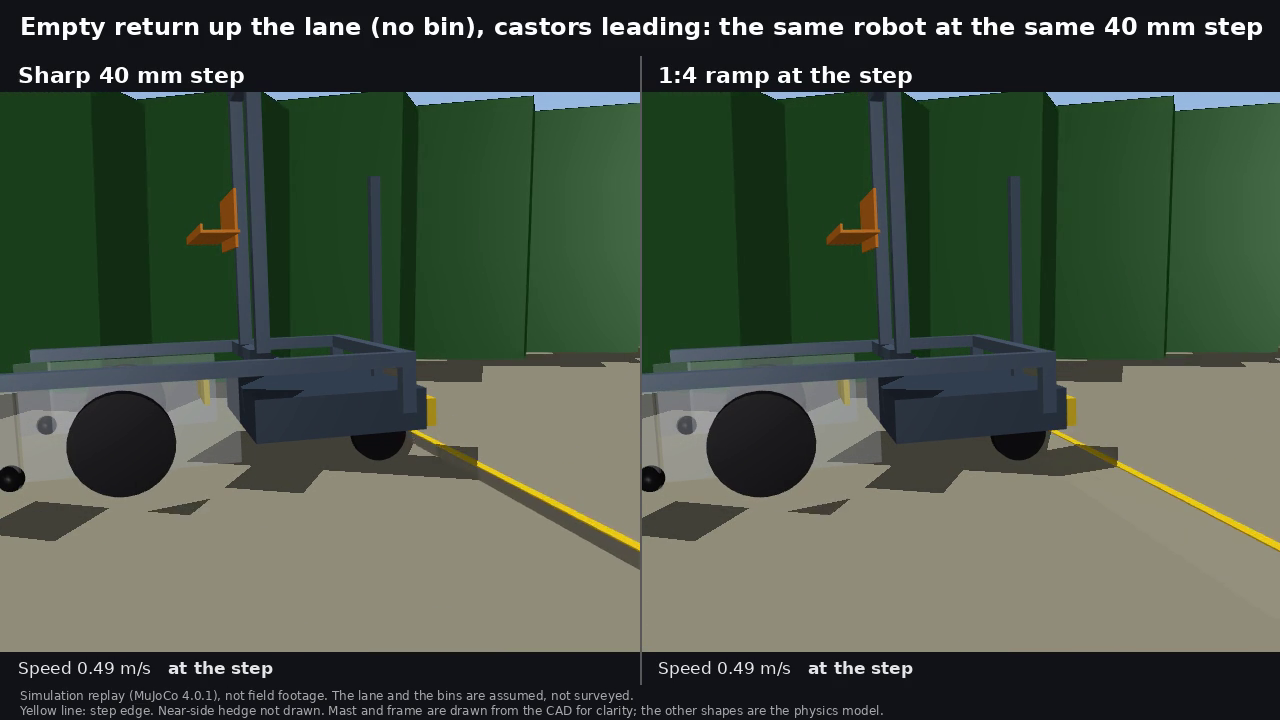 Empty return up the lane (no bin), castors leading: the same robot at the same 40 mm step
Sharp 40 mm step
1:4 ramp at the step
Speed 0.49 m/s at the step
Speed 0.49 m/s at the step
Simulation replay (MuJoCo 4.0.1), not field footage. The lane and the bins are assumed, not surveyed.
Yellow line: step edge. Near-side hedge not drawn. Mast and frame are drawn from the CAD for clarity; the other shapes are the physics model.